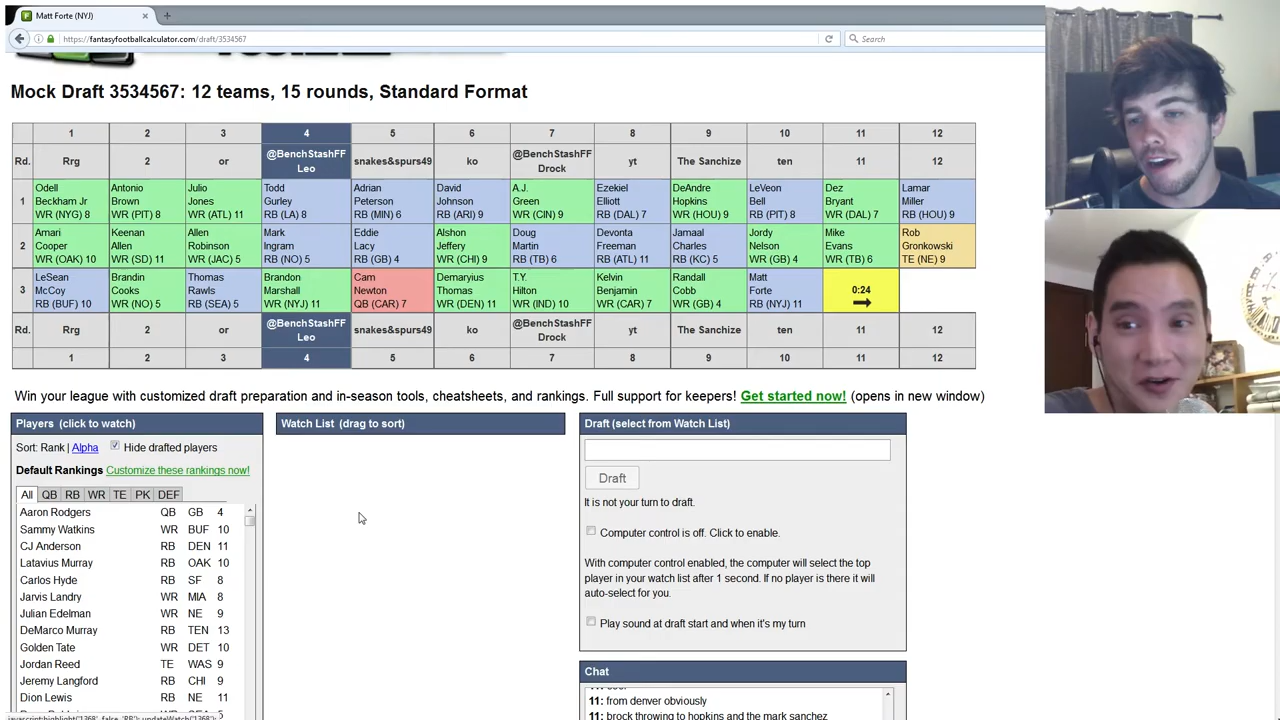 Matt Forte (NYJ)
https://fantasyfootballcalculator.com/draft/3534567
Search
Mock Draft 3534567: 12 teams, 15 rounds, Standard Format
1 2 3 4 5 6 7 8 9 10 11 12
Rd. Rrg 2 or @BenchStashFF Leo snakes&spurs49 ko @BenchStashFF Drock yt The Sanchize ten 11 12
1
Odell Beckham Jr WR (NYG) 8
Antonio Brown WR (PIT) 8
Julio Jones WR (ATL) 11
Todd Gurley RB (LA) 8
Adrian Peterson RB (MIN) 6
David Johnson RB (ARI) 9
A.J. Green WR (CIN) 9
Ezekiel Elliott RB (DAL) 7
DeAndre Hopkins WR (HOU) 9
LeVeon Bell RB (PIT) 8
Dez Bryant WR (DAL) 7
Lamar Miller RB (HOU) 9
2
Amari Cooper WR (OAK) 10
Keenan Allen WR (SD) 11
Allen Robinson WR (JAC) 5
Mark Ingram RB (NO) 5
Eddie Lacy RB (GB) 4
Alshon Jeffery WR (CHI) 9
Doug Martin RB (TB) 6
Devonta Freeman RB (ATL) 11
Jamaal Charles RB (KC) 5
Jordy Nelson WR (GB) 4
Mike Evans WR (TB) 6
Rob Gronkowski TE (NE) 9
3
LeSean McCoy RB (BUF) 10
Brandin Cooks WR (NO) 5
Thomas Rawls RB (SEA) 5
Brandon Marshall WR (NYJ) 11
Cam Newton QB (CAR) 7
Demaryius Thomas WR (DEN) 11
T.Y. Hilton WR (IND) 10
Kelvin Benjamin WR (CAR) 7
Randall Cobb WR (GB) 4
Matt Forte RB (NYJ) 11
0:24
Rd. Rrg 2 or @BenchStashFF Leo snakes&spurs49 ko @BenchStashFF Drock yt The Sanchize ten 11 12
1 2 3 4 5 6 7 8 9 10 11 12
Win your league with customized draft preparation and in-season tools, cheatsheets, and rankings. Full support for keepers! Get started now! (opens in new window)
Players (click to watch)
Sort: Rank | Alpha Hide drafted players
Default Rankings Customize these rankings now!
All QB RB WR TE PK DEF
Aaron Rodgers QB GB 4
Sammy Watkins WR BUF 10
CJ Anderson RB DEN 11
Latavius Murray RB OAK 10
Carlos Hyde RB SF 8
Jarvis Landry WR MIA 8
Julian Edelman WR NE 9
DeMarco Murray RB TEN 13
Golden Tate WR DET 10
Jordan Reed TE WAS 9
Jeremy Langford RB CHI 9
Dion Lewis RB NE 11
Watch List (drag to sort)
Draft (select from Watch List)
Draft
It is not your turn to draft.
Computer control is off. Click to enable.
With computer control enabled, the computer will select the top
player in your watch list after 1 second. If no player is there it will
auto-select for you.
Play sound at draft start and when it's my turn
Chat
11: from denver obviously
11: brock throwing to hopkins and the mark sanchez